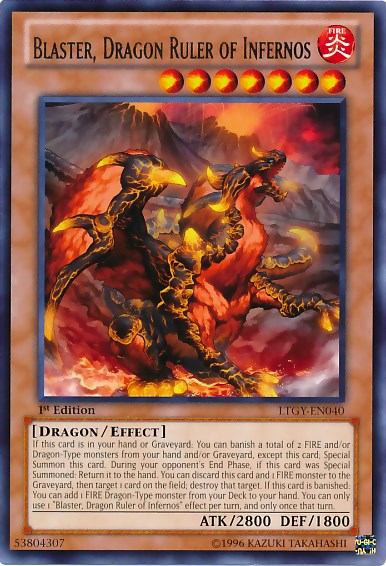 Blaster, Dragon Ruler of Infernos
FIRE
炎
1st Edition
LTGY-EN040
[Dragon/Effect]
If this card is in your hand or Graveyard: You can banish a total of 2 FIRE and/or
Dragon-Type monsters from your hand and/or Graveyard, except this card; Special
Summon this card. During your opponent's End Phase, if this card was Special
Summoned: Return it to the hand. You can discard this card and 1 FIRE monster to the
Graveyard, then target 1 card on the field; destroy that target. If this card is banished:
You can add 1 FIRE Dragon-Type monster from your Deck to your hand. You can only
use 1 "Blaster, Dragon Ruler of Infernos" effect per turn, and only once that turn.
ATK/2800 DEF/1800
53804307
©1996 KAZUKI TAKAHASHI